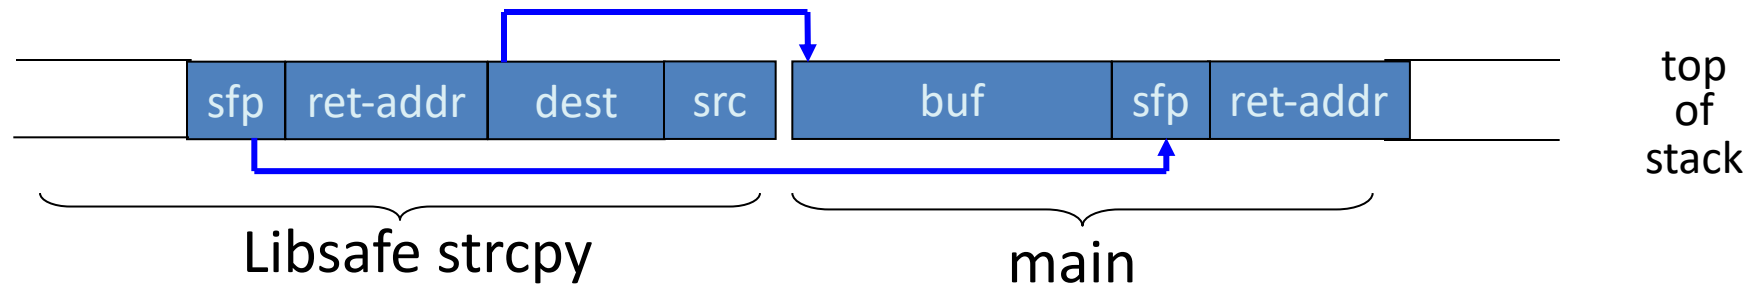 sfp ret-addr dest src buf sfp ret-addr
top
of
stack
Libsafe strcpy main